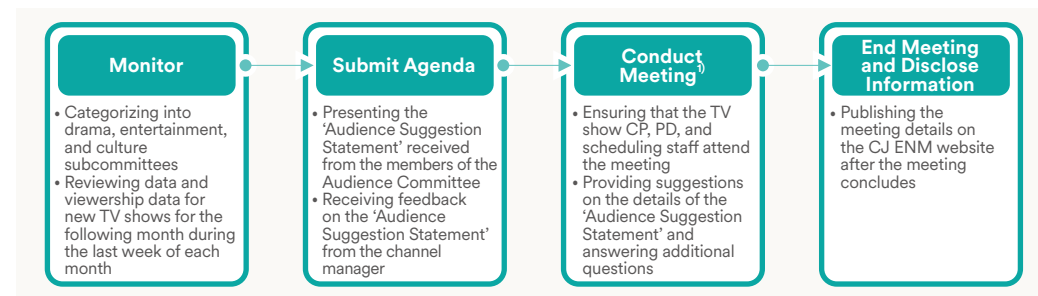 Monitor
• Categorizing into
drama, entertainment,
and culture
subcommittees
• Reviewing data and
viewership data for
new TV shows for the
following month during
the last week of each
month
Submit Agenda
• Presenting the
‘Audience Suggestion
Statement’ received
from the members of the
Audience Committee
• Receiving feedback
on the ‘Audience
Suggestion Statement’
from the channel
manager
Conduct
Meeting1)
• Ensuring that the TV
show CP, PD, and
scheduling staff attend
the meeting
• Providing suggestions
on the details of the
‘Audience Suggestion
Statement’ and
answering additional
questions
End Meeting
and Disclose
Information
• Publishing the
meeting details on
the CJ ENM website
after the meeting
concludes